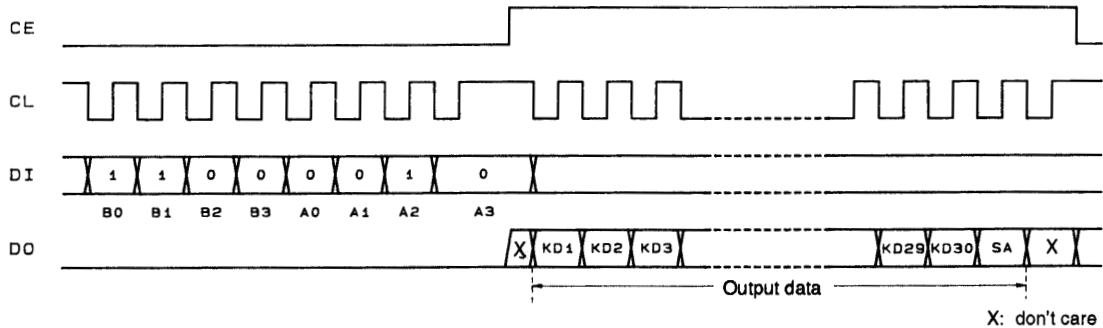 CE
CL
DI 1 1 0 0 0 0 1 0
B0 B1 B2 B3 A0 A1 A2 A3
DO X KD1 KD2 KD3 KD29 KD30 SA X
Output data
X: don't care